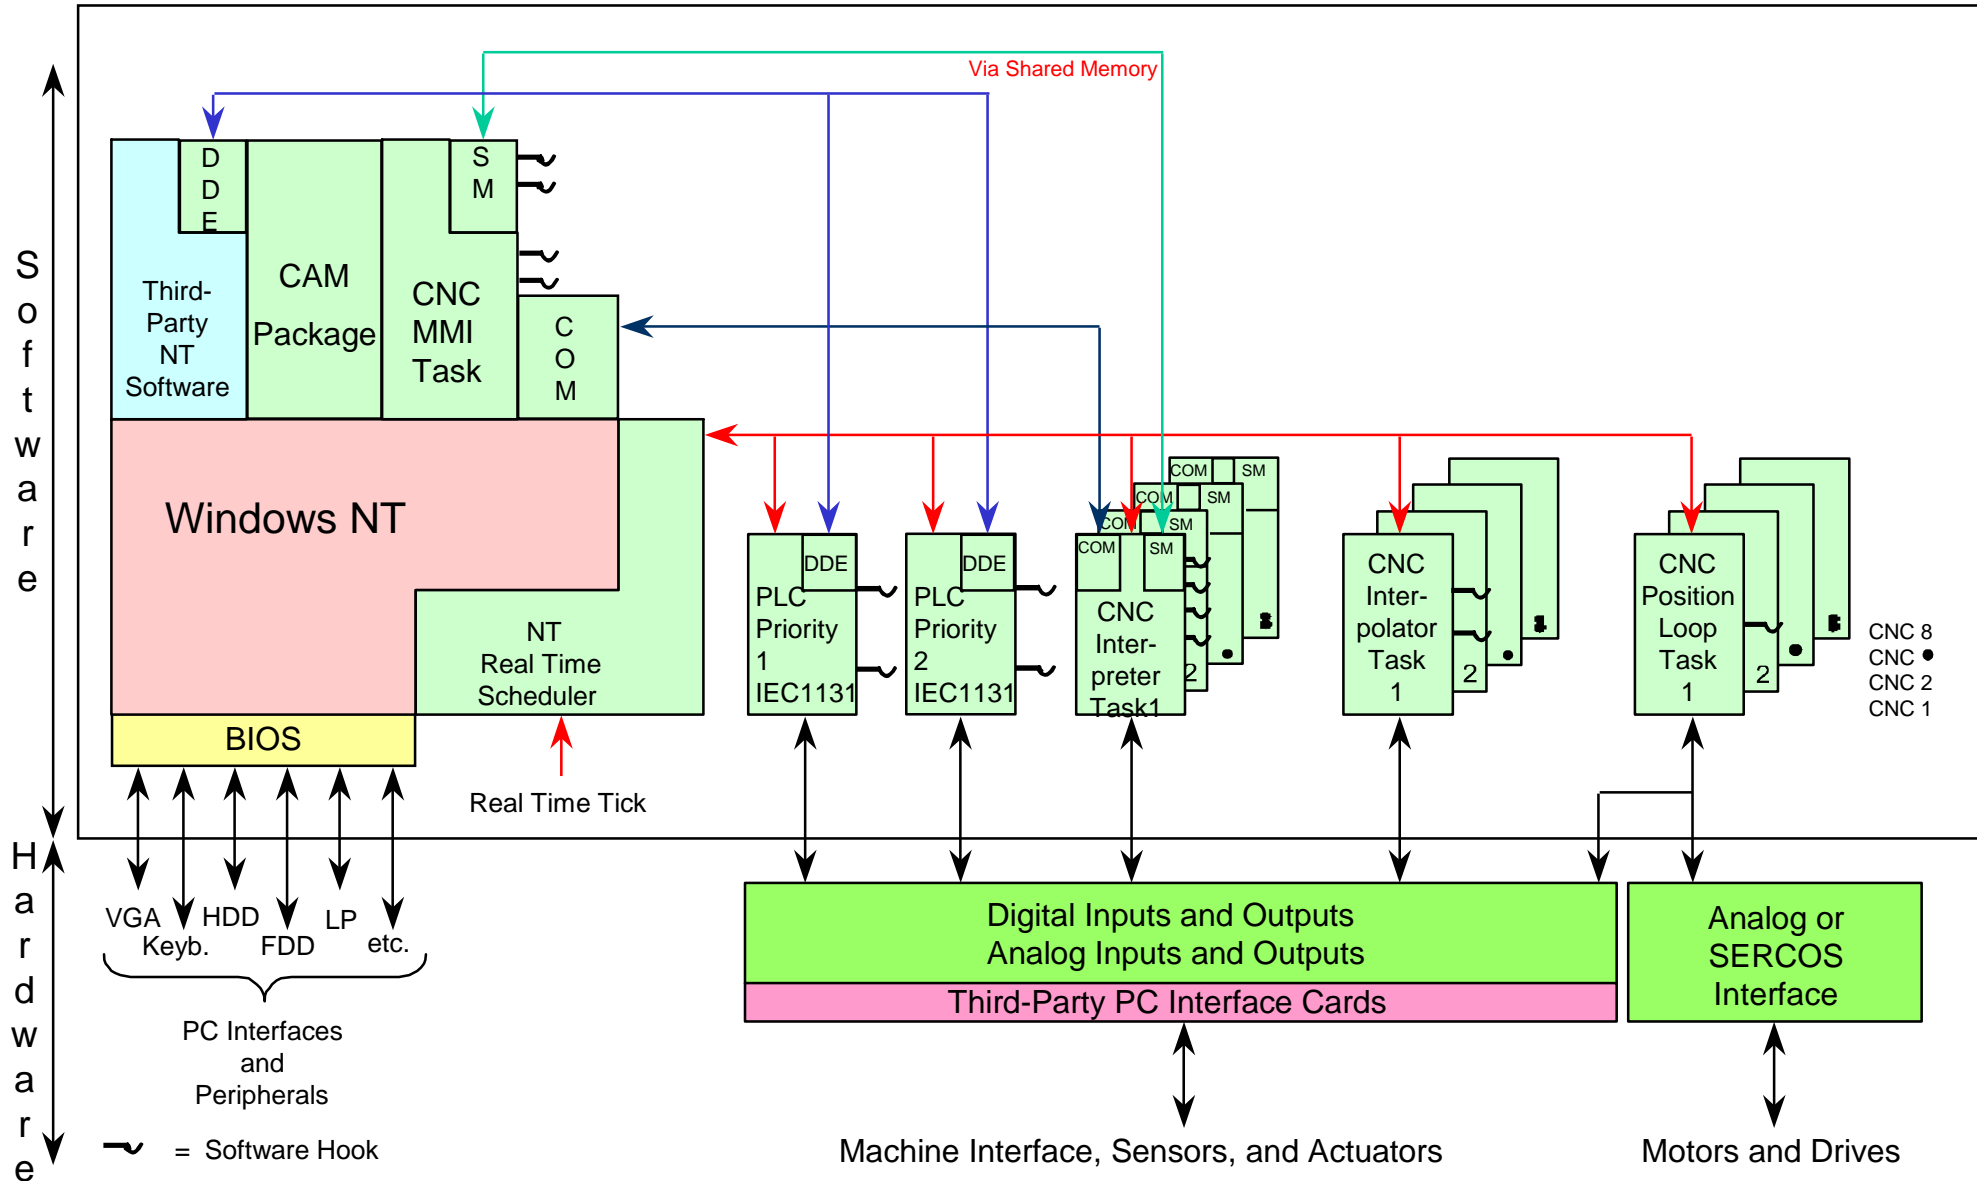 Software
Hardware
Via Shared Memory
DDE
SM
Third-
Party
NT
Software
CAM
Package
CNC
MMI
Task
COM
Windows NT
NT
Real Time
Scheduler
BIOS
Real Time Tick
DDE
PLC
Priority
1
IEC1131
DDE
PLC
Priority
2
IEC1131
COM SM
COM SM
COM SM
COM SM
CNC
Inter-
preter
Task1
2
CNC
Inter-
polator
Task
1
2
CNC
Position
Loop
Task
1
2
CNC 8
CNC ●
CNC 2
CNC 1
VGA
Keyb.
HDD
FDD
LP
etc.
PC Interfaces
and
Peripherals
= Software Hook
Digital Inputs and Outputs
Analog Inputs and Outputs
Third-Party PC Interface Cards
Analog or
SERCOS
Interface
Machine Interface, Sensors, and Actuators
Motors and Drives